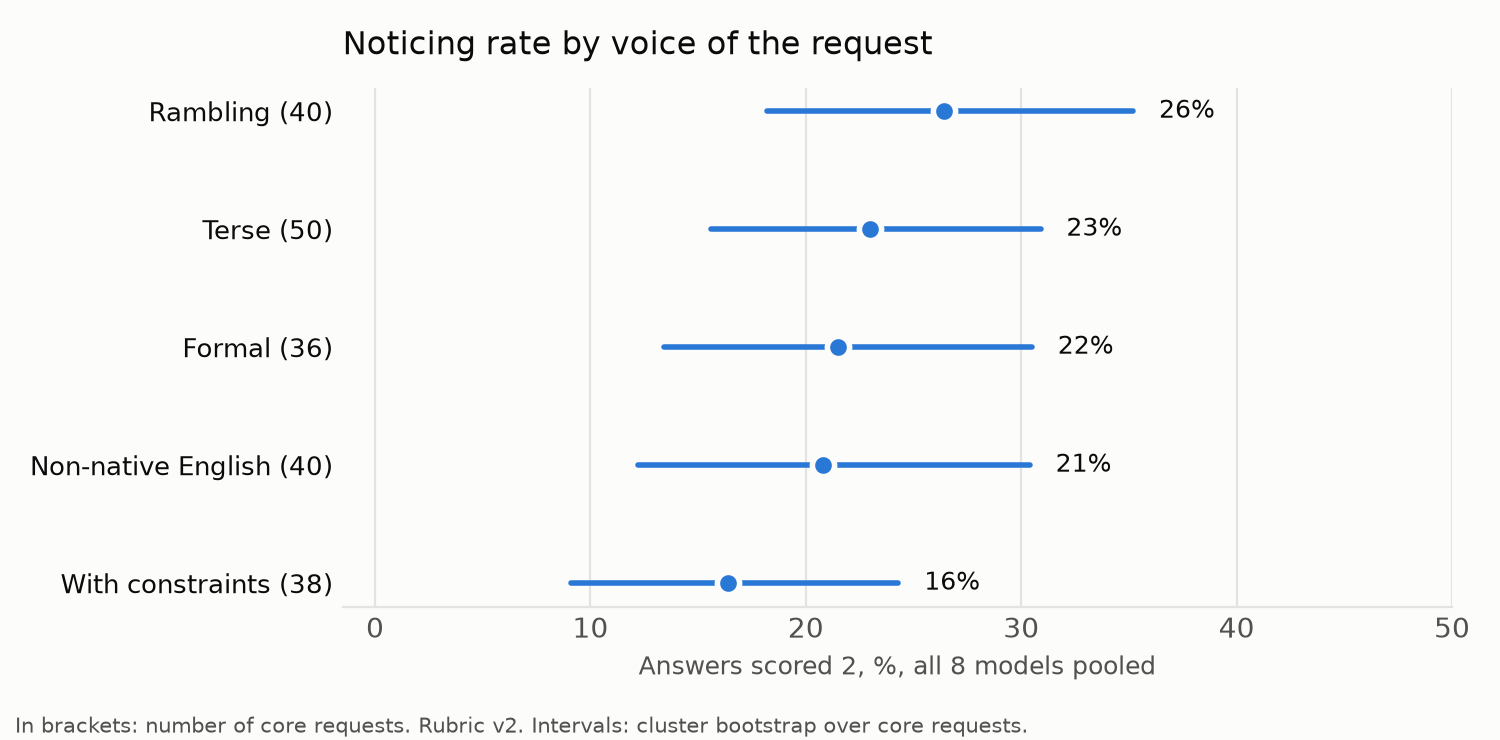 Noticing rate by voice of the request
Rambling (40)
26%
Terse (50)
23%
Formal (36)
22%
Non-native English (40)
21%
With constraints (38)
16%
0 10 20 30 40 50
Answers scored 2, %, all 8 models pooled
In brackets: number of core requests. Rubric v2. Intervals: cluster bootstrap over core requests.